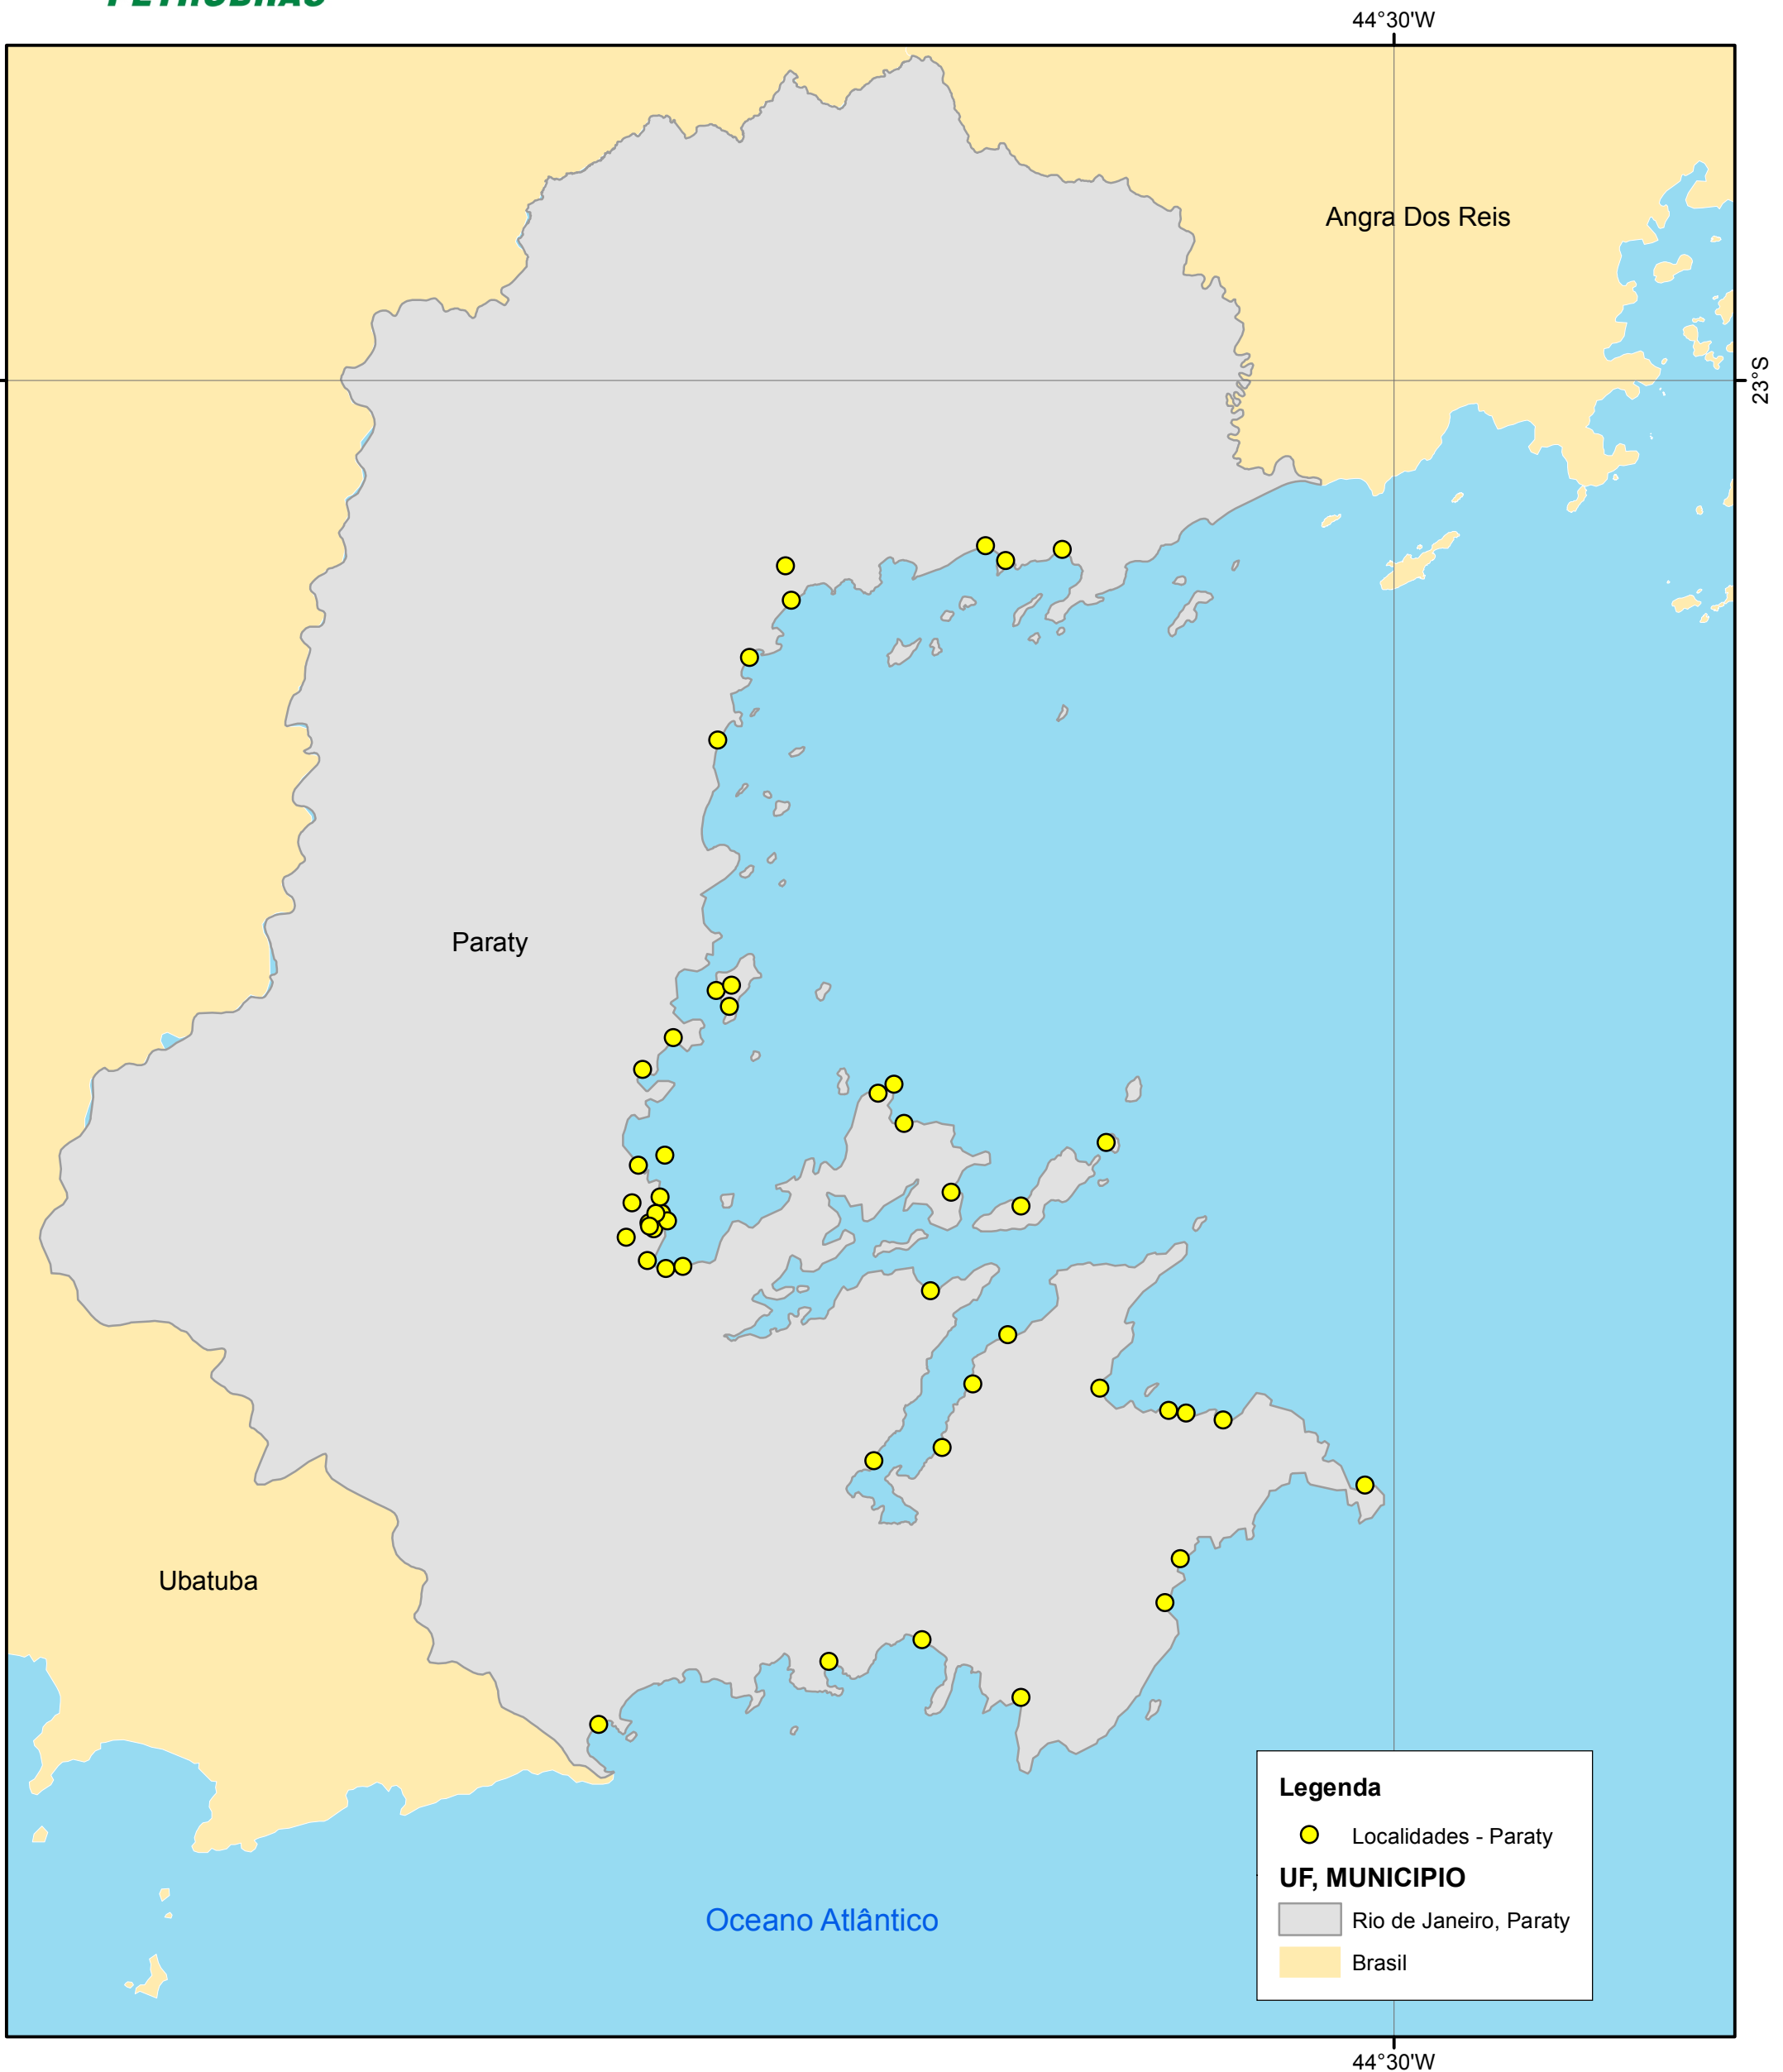 PETROBRAS
44°30'W
Angra Dos Reis
23°S
Paraty
Ubatuba
Legenda
Localidades - Paraty
UF, MUNICIPIO
Rio de Janeiro, Paraty
Oceano Atlântico
Brasil
44°30'W